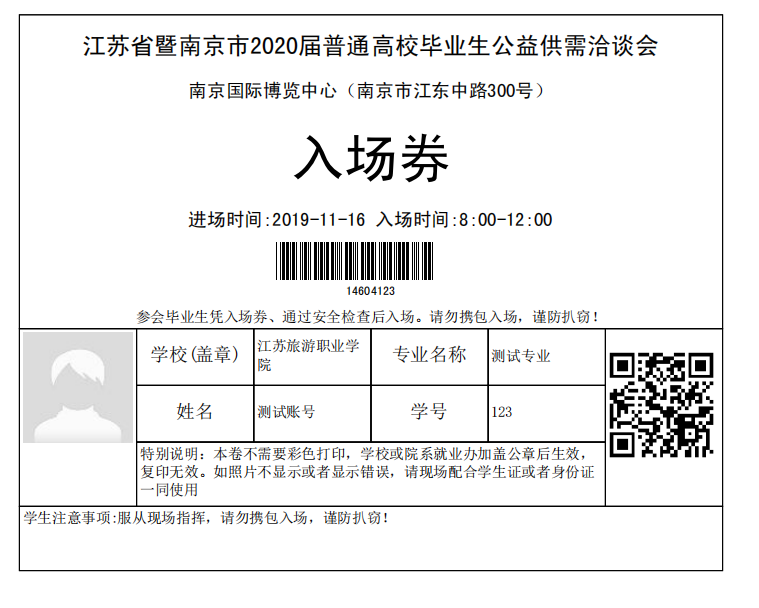 江苏省暨南京市2020届普通高校毕业生公益供需洽谈会
南京国际博览中心（南京市江东中路300号）
入场券
进场时间:2019-11-16 入场时间:8:00-12:00
14604123
参会毕业生凭入场券、通过安全检查后入场。请勿携包入场，谨防扒窃！
学校(盖章) 江苏旅游职业学
院
专业名称 测试专业
姓名 测试账号 学号 123
特别说明：本卷不需要彩色打印，学校或院系就业办加盖公章后生效，
复印无效。如照片不显示或者显示错误，请现场配合学生证或者身份证
一同使用
学生注意事项:服从现场指挥，请勿携包入场，谨防扒窃！